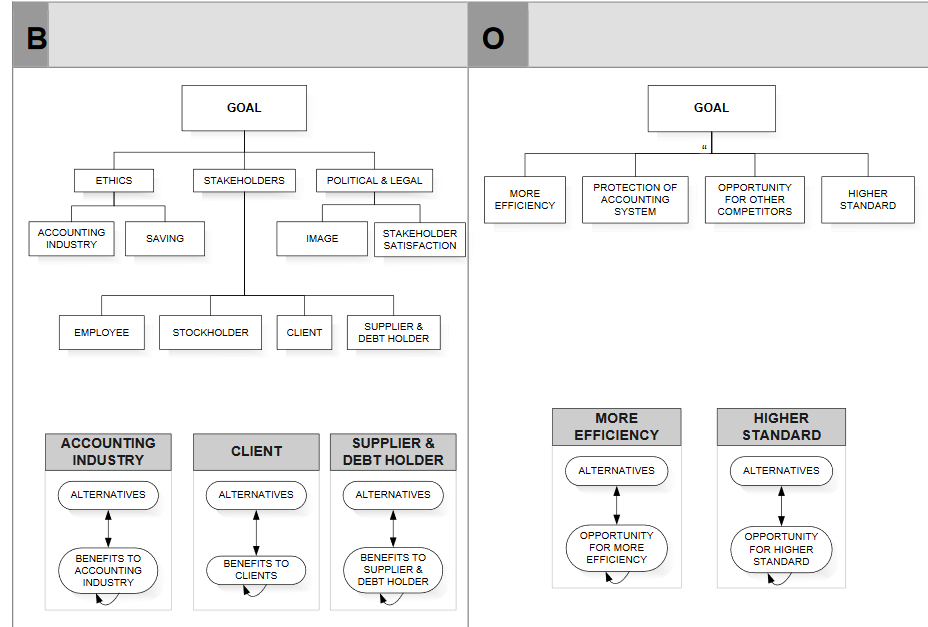 B
O
GOAL
ETHICS
STAKEHOLDERS
POLITICAL & LEGAL
ACCOUNTING
INDUSTRY
SAVING
IMAGE
STAKEHOLDER
SATISFACTION
EMPLOYEE
STOCKHOLDER
CLIENT
SUPPLIER &
DEBT HOLDER
ACCOUNTING
INDUSTRY
ALTERNATIVES
BENEFITS TO
ACCOUNTING
INDUSTRY
CLIENT
ALTERNATIVES
BENEFITS TO
CLIENTS
SUPPLIER &
DEBT HOLDER
ALTERNATIVES
BENEFITS TO
SUPPLIER &
DEBT HOLDER
GOAL
“
MORE
EFFICIENCY
PROTECTION OF
ACCOUNTING
SYSTEM
OPPORTUNITY
FOR OTHER
COMPETITORS
HIGHER
STANDARD
MORE
EFFICIENCY
ALTERNATIVES
OPPORTUNITY
FOR MORE
EFFICIENCY
HIGHER
STANDARD
ALTERNATIVES
OPPORTUNITY
FOR HIGHER
STANDARD